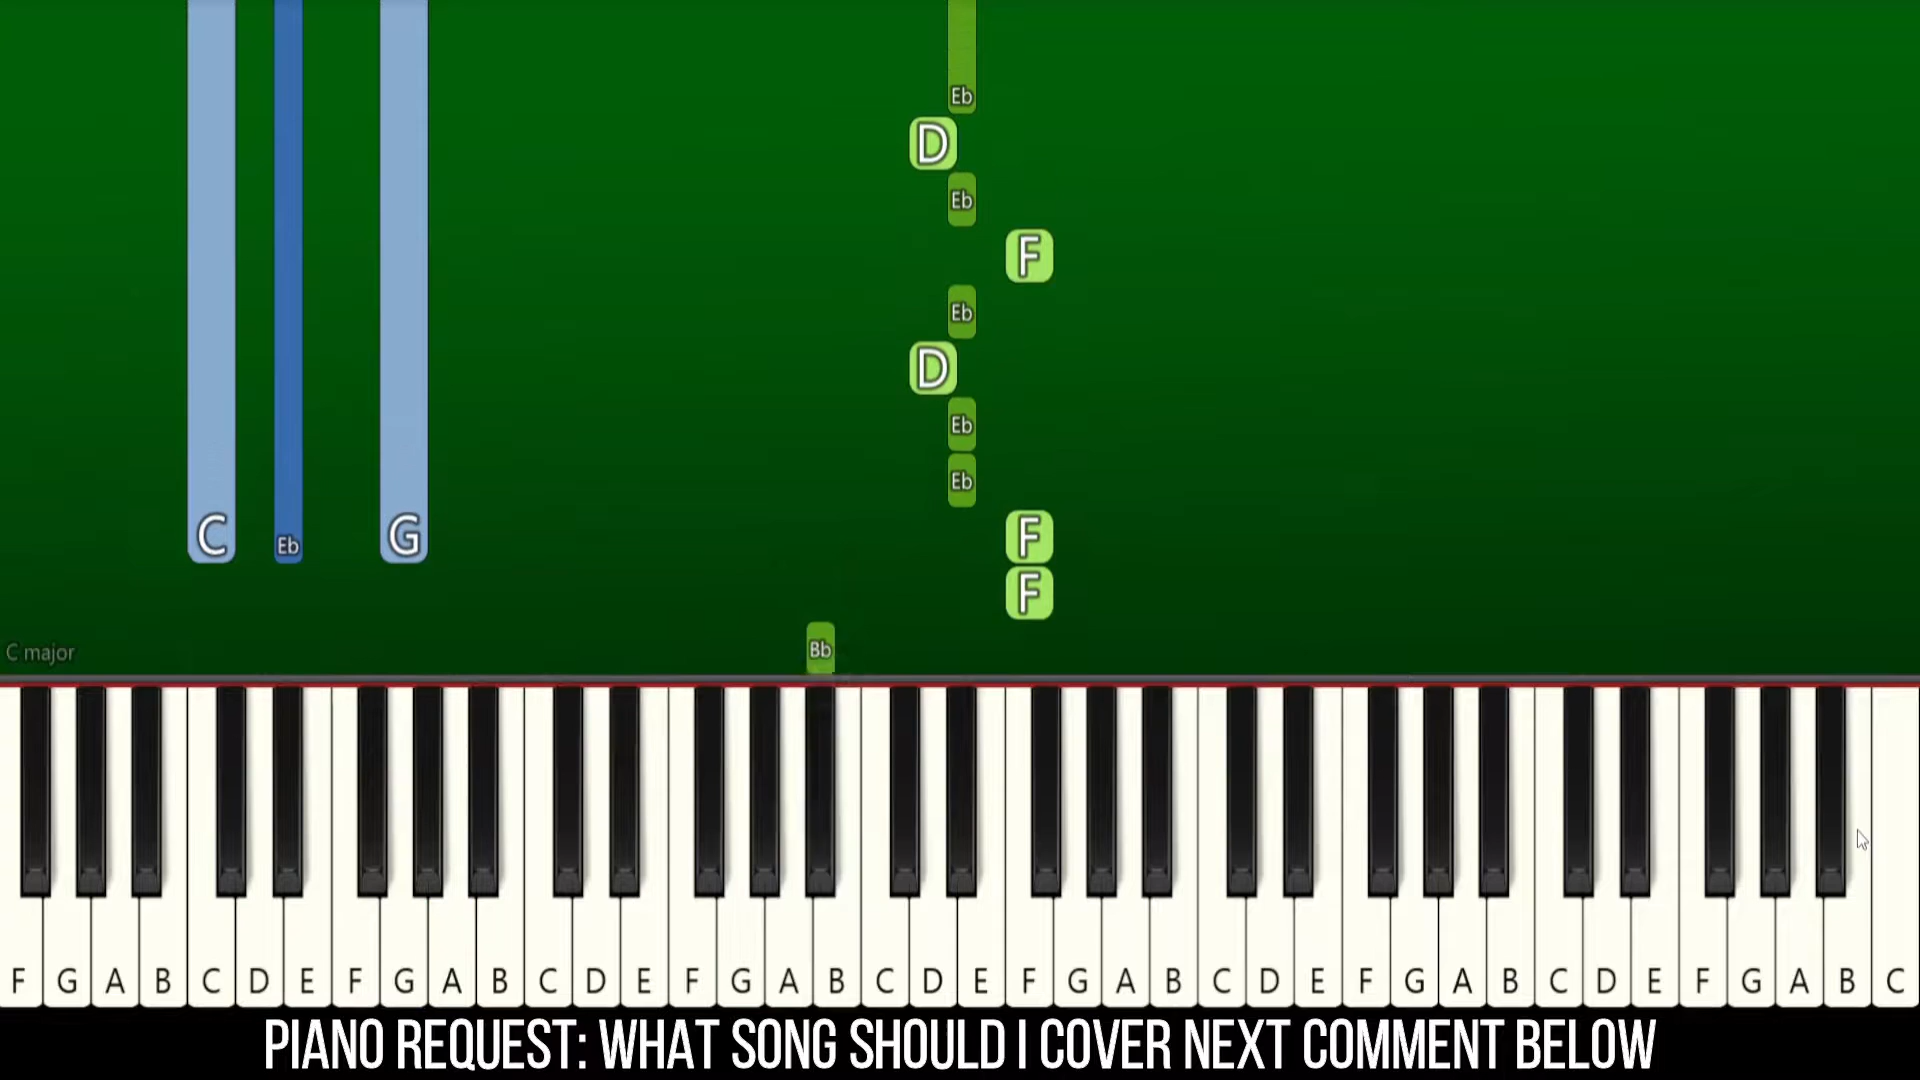 Eb
D
Eb
F
Eb
D
Eb
Eb
C Eb G F
F
Bb
C major
F G A B C D E F G A B C D E F G A B C D E F G A B C D E F G A B C D E F G A B C
PIANO REQUEST: WHAT SONG SHOULD I COVER NEXT COMMENT BELOW